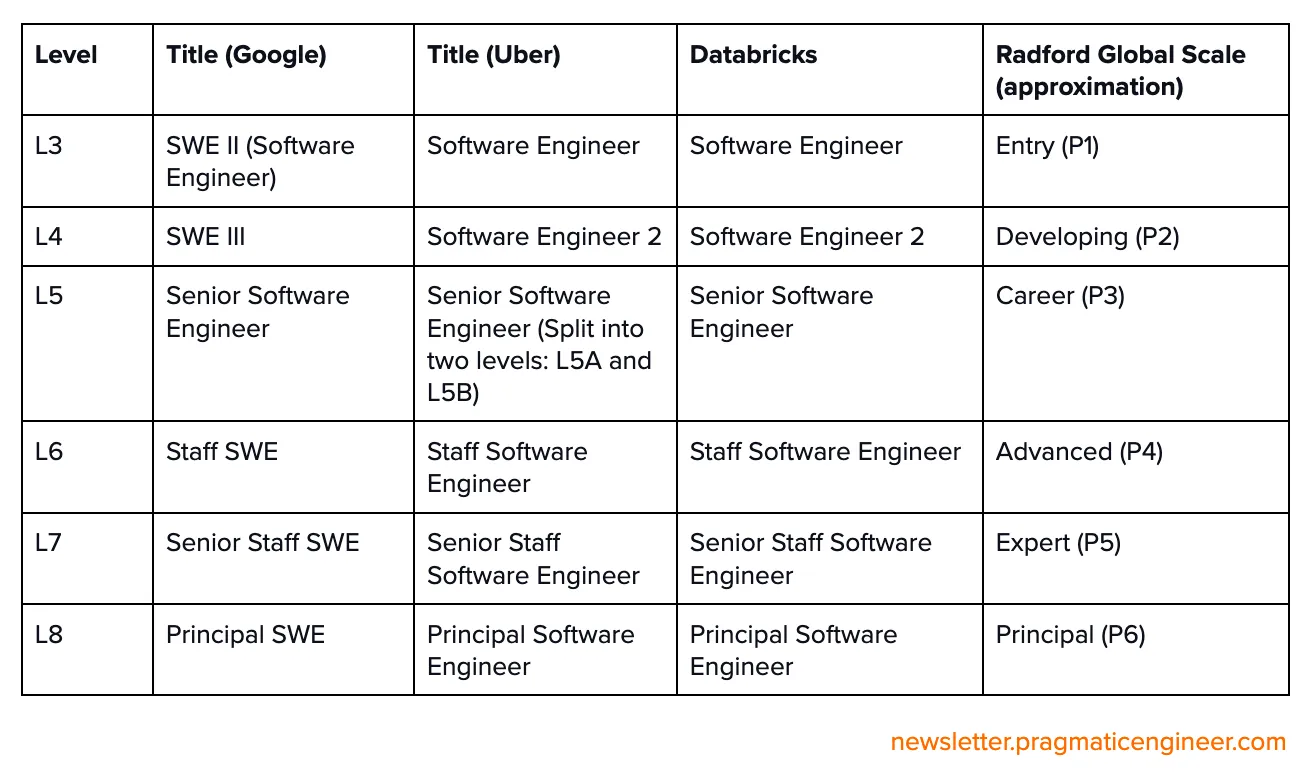 Level
Title (Google)
Title (Uber)
Databricks
Radford Global Scale
(approximation)
L3
SWE II (Software
Engineer)
Software Engineer
Software Engineer
Entry (P1)
L4
SWE III
Software Engineer 2
Software Engineer 2
Developing (P2)
L5
Senior Software
Engineer
Senior Software
Engineer (Split into
two levels: L5A and
L5B)
Senior Software
Engineer
Career (P3)
L6
Staff SWE
Staff Software
Engineer
Staff Software Engineer
Advanced (P4)
L7
Senior Staff SWE
Senior Staff
Software Engineer
Senior Staff Software
Engineer
Expert (P5)
L8
Principal SWE
Principal Software
Engineer
Principal Software
Engineer
Principal (P6)
newsletter.pragmaticengineer.com